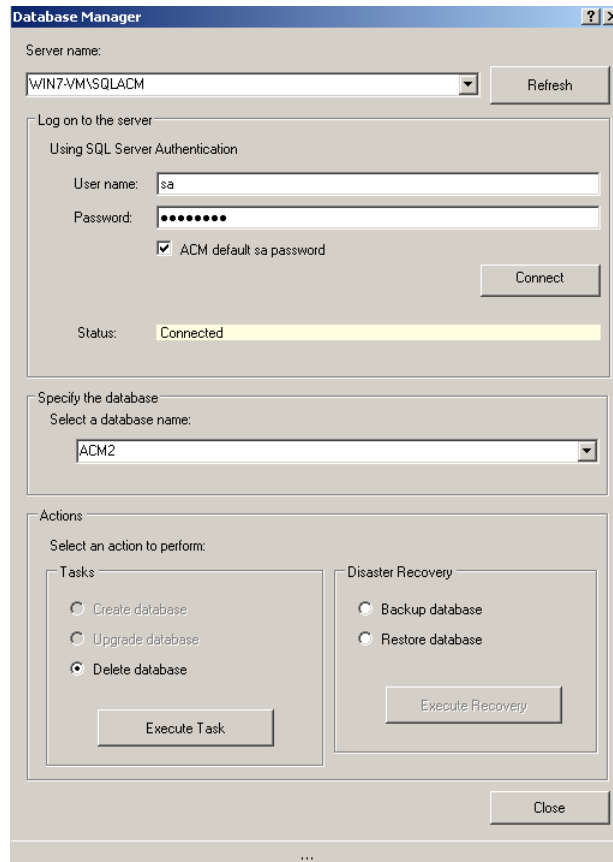 Database Manager
Server name:
WIN7-VM\SQLACM
Refresh
Log on to the server
Using SQL Server Authentication
User name: sa
Password: ●●●●●●●●
ACM default sa password
Connect
Status: Connected
Specify the database
Select a database name:
ACM2
Actions
Select an action to perform:
Tasks
Create database
Upgrade database
Delete database
Execute Task
Disaster Recovery
Backup database
Restore database
Execute Recovery
Close
...